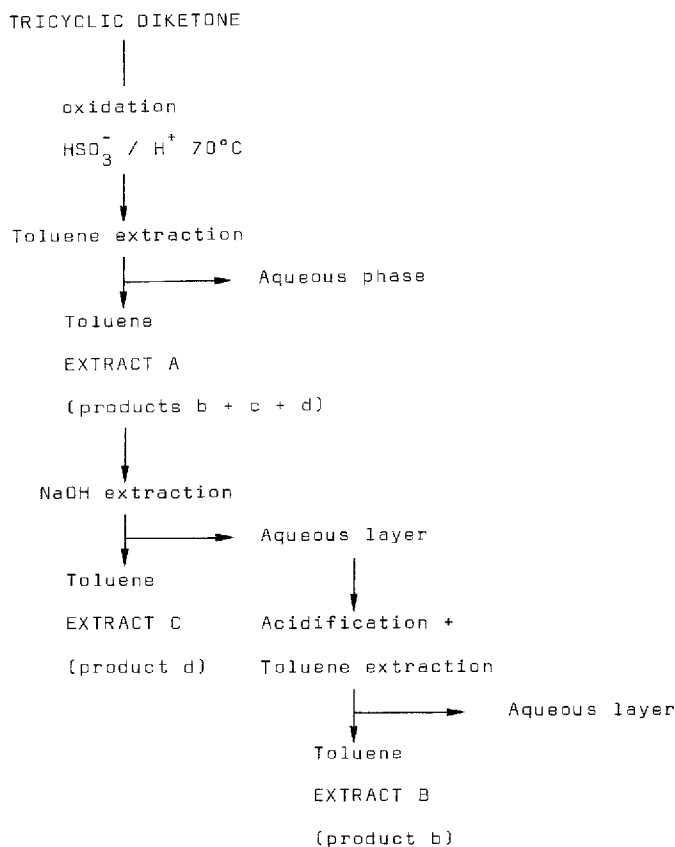 TRICYCLIC DIKETONE
oxidation
HSO3- / H+ 70°C
Toluene extraction
Aqueous phase
Toluene
EXTRACT A
(products b + c + d)
NaOH extraction
Aqueous layer
Toluene
EXTRACT C
(product d)
Acidification +
Toluene extraction
Aqueous layer
Toluene
EXTRACT B
(product b)